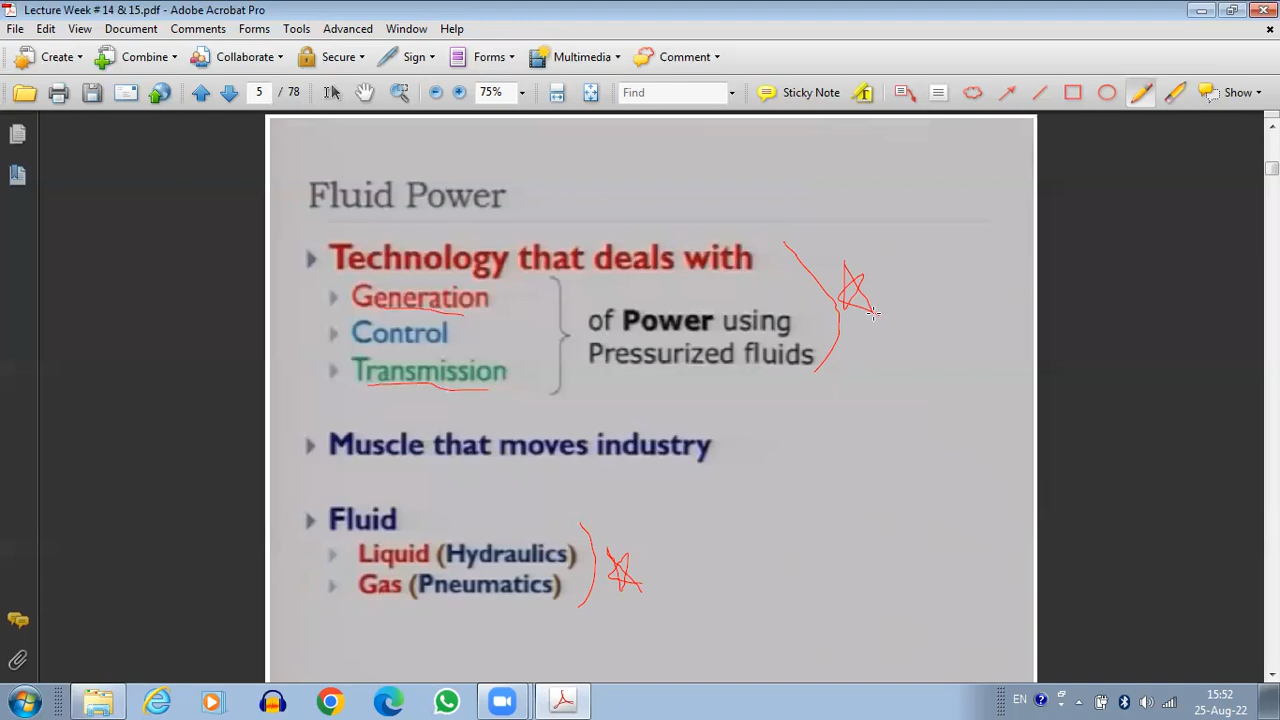 Lecture Week # 14 & 15.pdf - Adobe Acrobat Pro
File Edit View Document Comments Forms Tools Advanced Window Help
Create Combine Collaborate Secure Sign Forms Multimedia Comment
5 / 78 75% Find Sticky Note Show
Fluid Power
Technology that deals with
Generation
Control
Transmission
of Power using
Pressurized fluids
Muscle that moves industry
Fluid
Liquid (Hydraulics)
Gas (Pneumatics)
EN 15:52
25-Aug-22